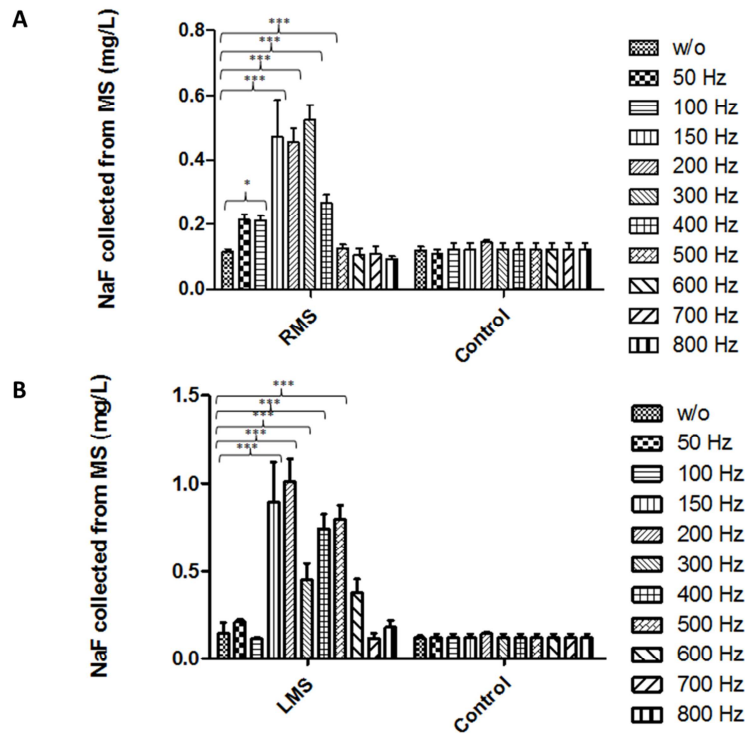 A
NaF collected from MS (mg/L)
0.8
0.6
0.4
0.2
0.0
***
***
***
***
*
RMS
Control
w/o
50 Hz
100 Hz
150 Hz
200 Hz
300 Hz
400 Hz
500 Hz
600 Hz
700 Hz
800 Hz
B
NaF collected from MS (mg/L)
1.5
1.0
0.5
0.0
***
***
***
***
***
LMS
Control
w/o
50 Hz
100 Hz
150 Hz
200 Hz
300 Hz
400 Hz
500 Hz
600 Hz
700 Hz
800 Hz